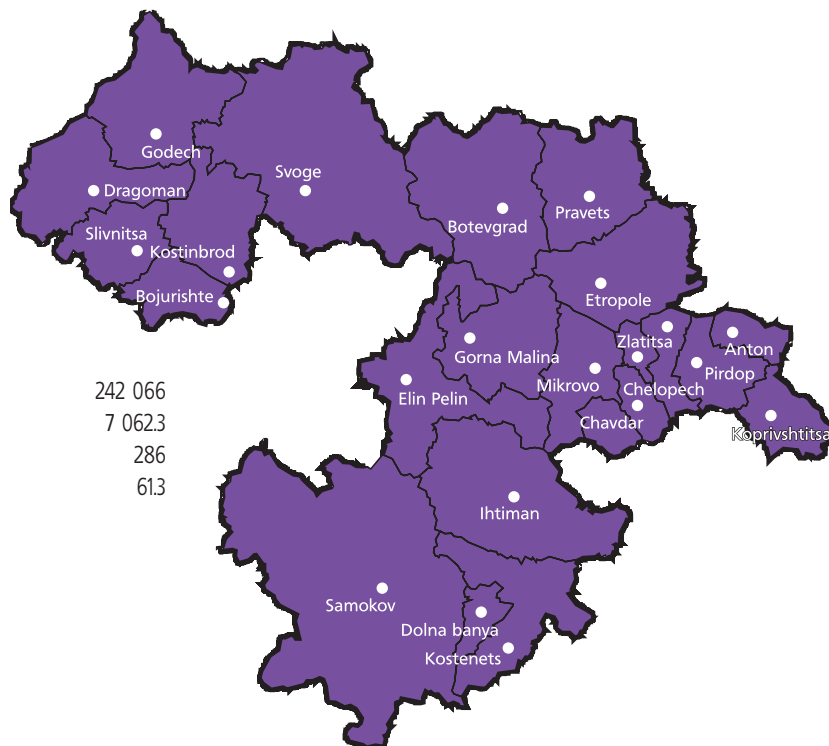 Godech
Svoge
Dragoman
Botevgrad
Pravets
Slivnitsa
Kostinbrod
Bojurishte
Etropole
Zlatitsa
Anton
Gorna Malina
Pirdop
Mikrovo
Chelopech
Elin Pelin
Chavdar
Koprivshtitsa
242 066
7 062.3
286
61.3
Ihtiman
Samokov
Dolna banya
Kostenets